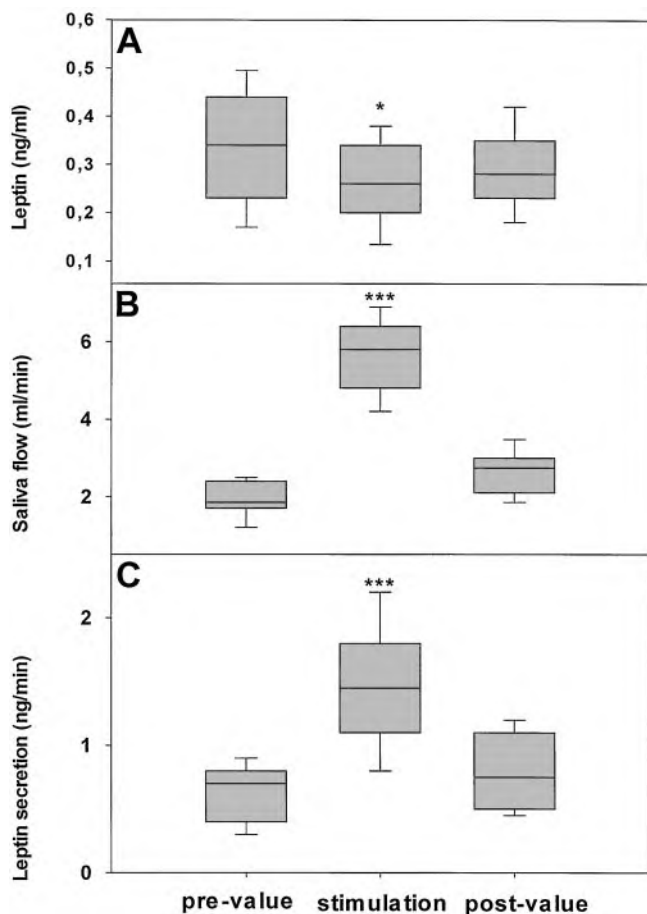 A
Leptin (ng/ml)
0,6
0,5
0,4
0,3
0,2
0,1
*
B
Saliva flow (ml/min)
6
4
2
***
C
Leptin secretion (ng/min)
2
1
0
***
pre-value stimulation post-value